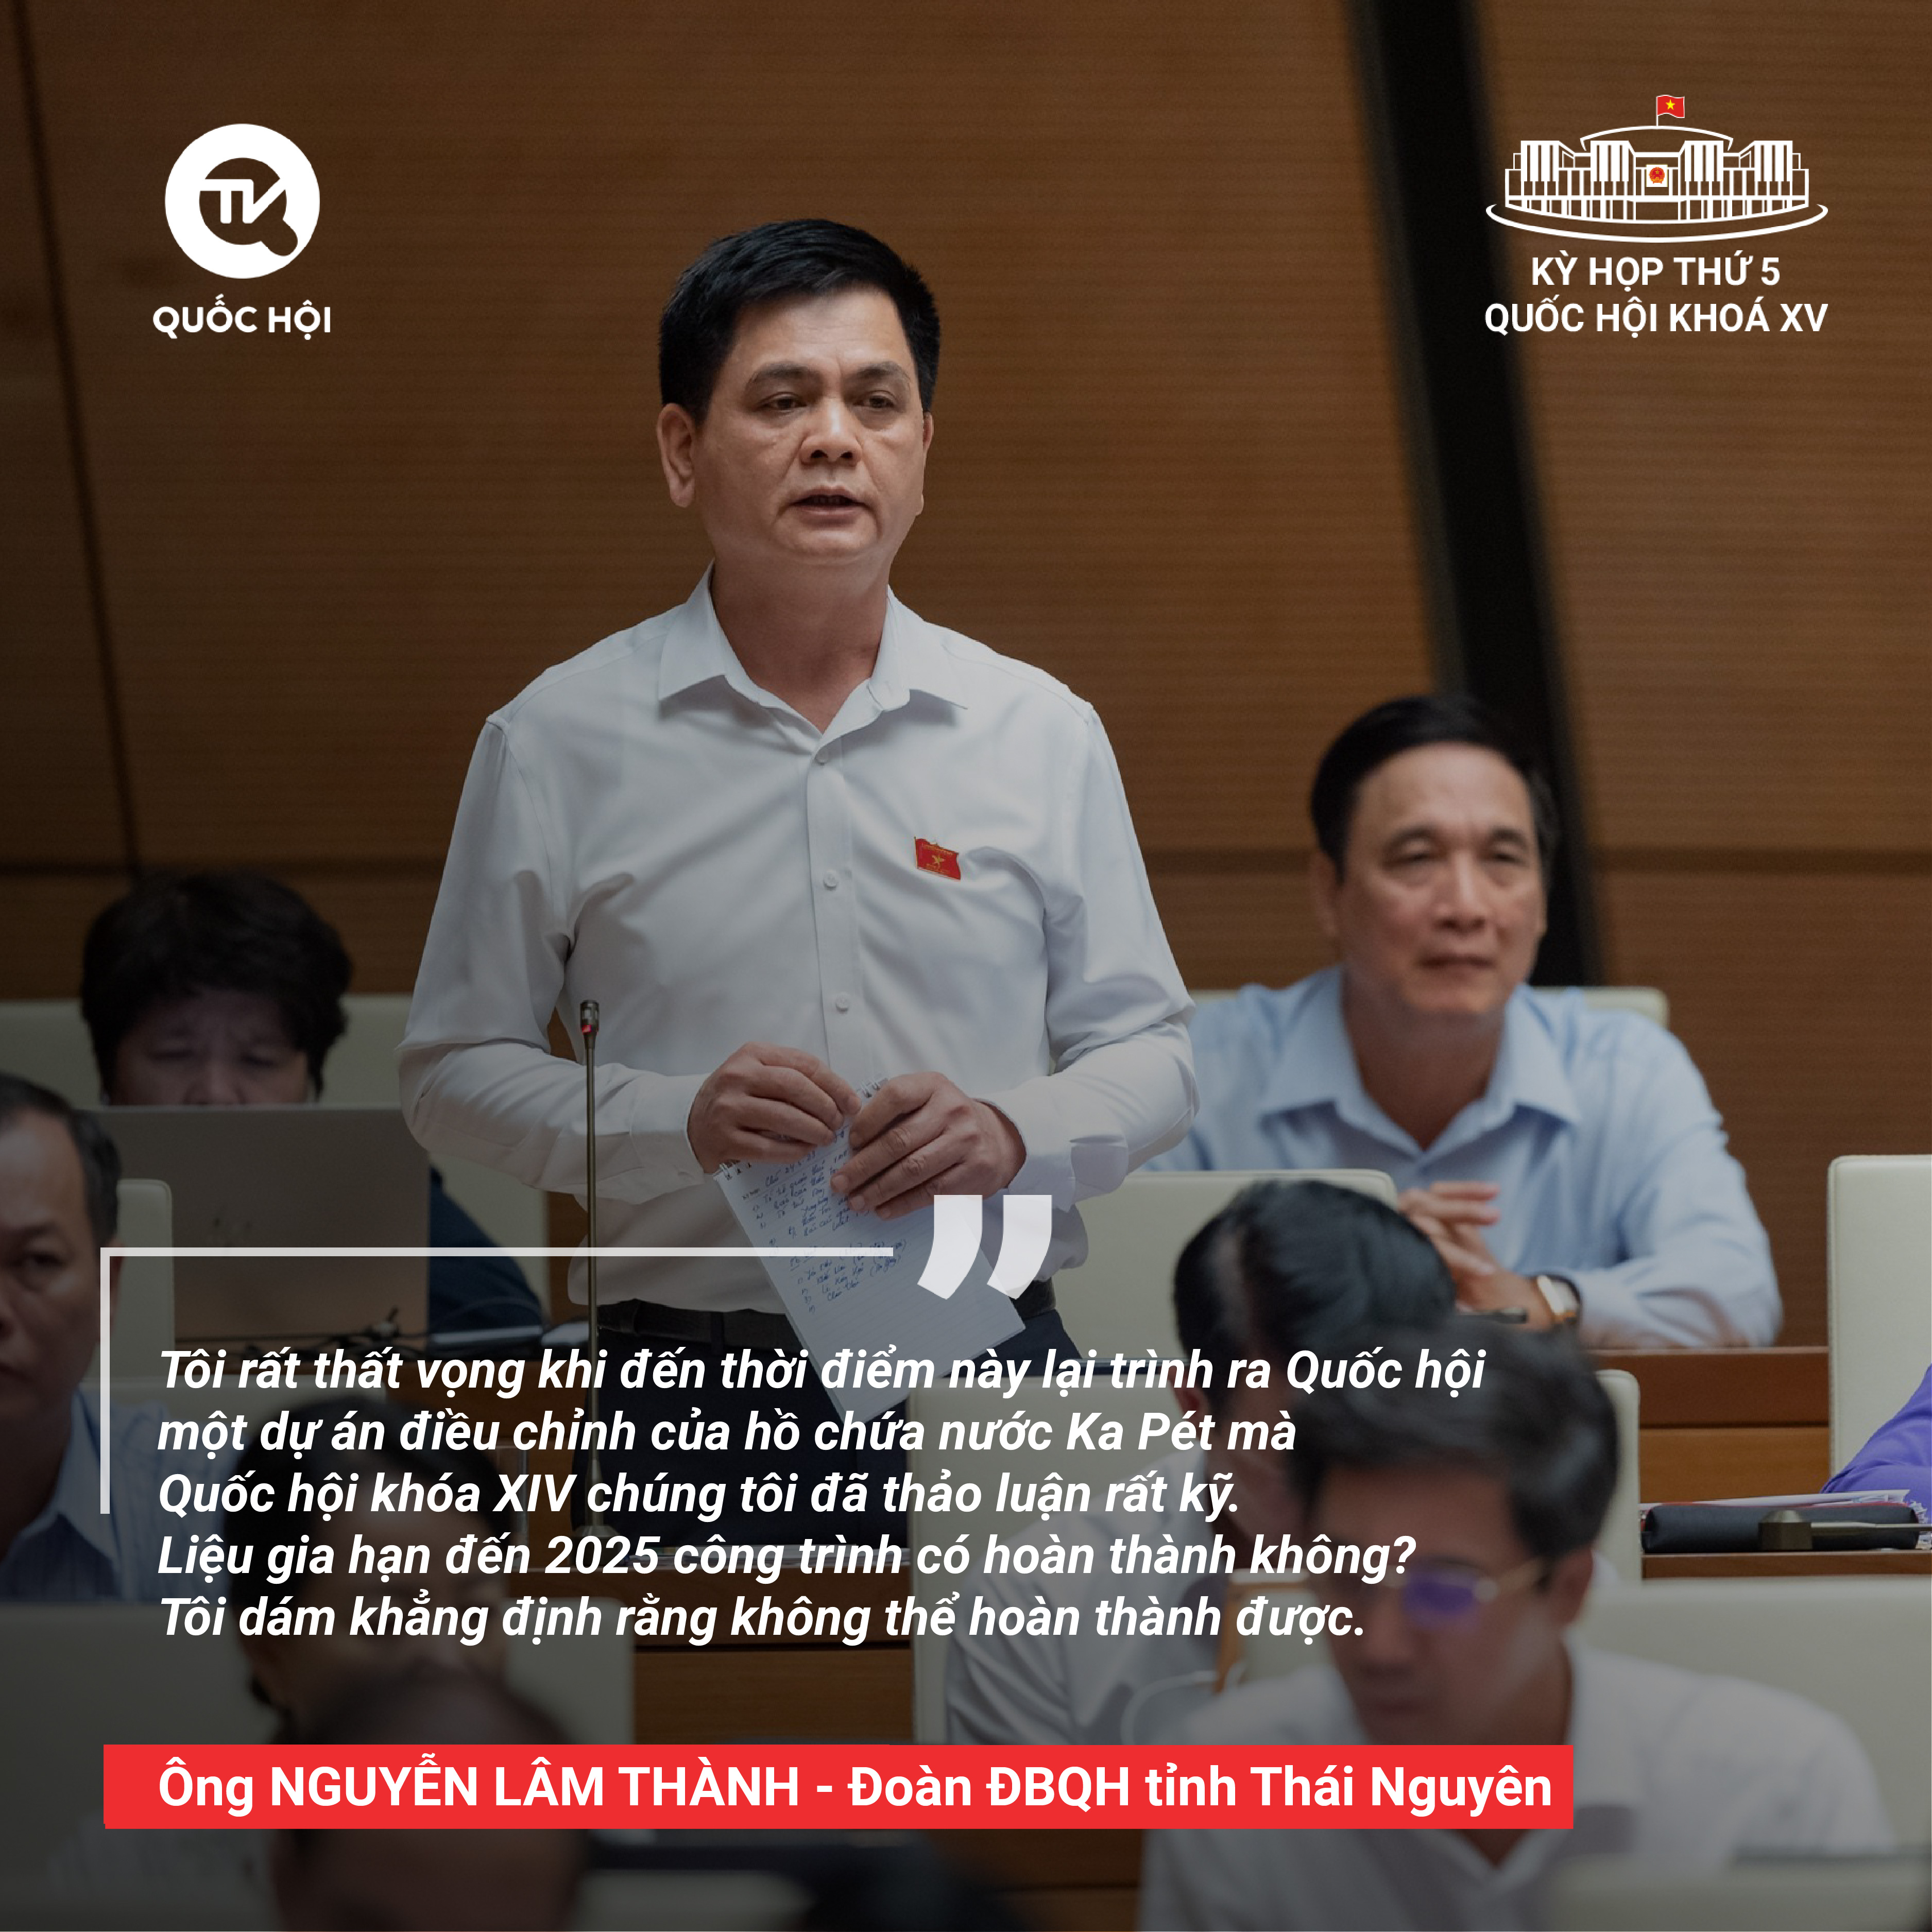 TV
QUỐC HỘI
KỲ HỌP THỨ 5
QUỐC HỘI KHOÁ XV
"
Tôi rất thất vọng khi đến thời điểm này lại trình ra Quốc hội
một dự án điều chỉnh của hồ chứa nước Ka Pét mà
Quốc hội khóa XIV chúng tôi đã thảo luận rất kỹ.
Liệu gia hạn đến 2025 công trình có hoàn thành không?
Tôi dám khẳng định rằng không thể hoàn thành được.
Ông NGUYỄN LÂM THÀNH - Đoàn ĐBQH tỉnh Thái Nguyên